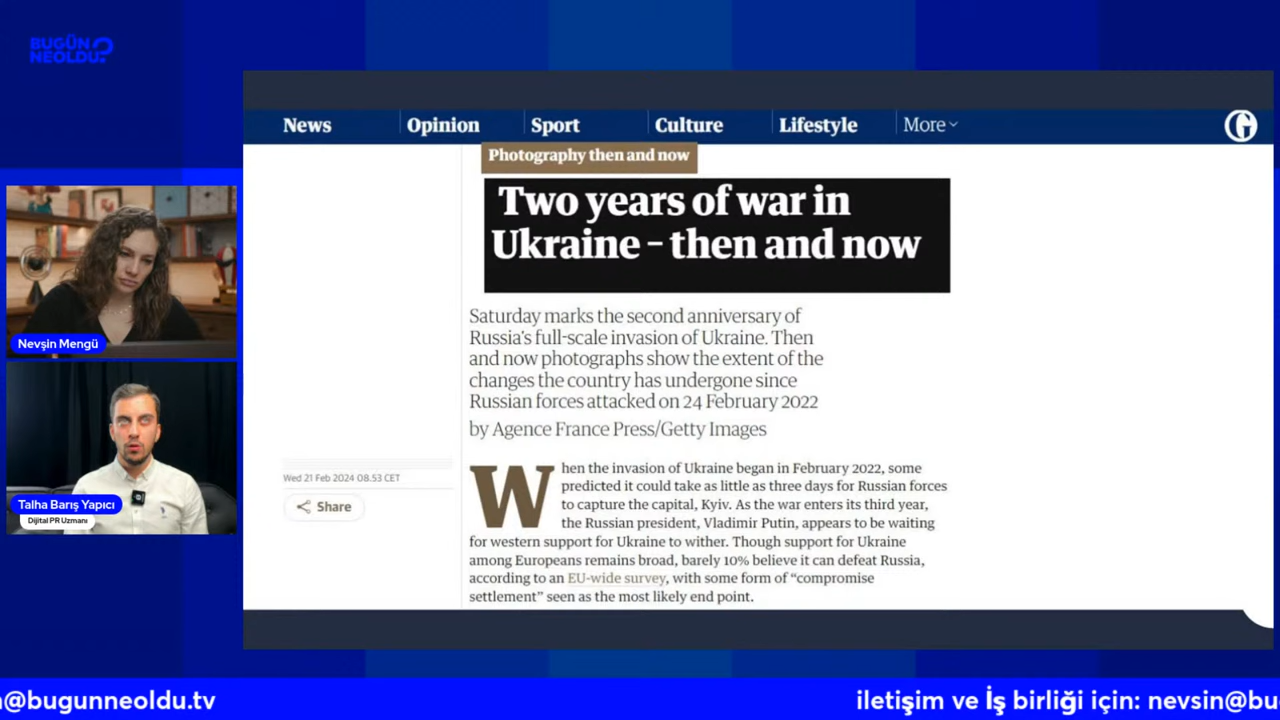 BUGÜN
NEOLDU?
News
Opinion
Sport
Culture
Lifestyle
More
G
Photography then and now
Two years of war in
Ukraine – then and now
Saturday marks the second anniversary of
Russia’s full-scale invasion of Ukraine. Then
and now photographs show the extent of the
changes the country has undergone since
Russian forces attacked on 24 February 2022
by Agence France Press/Getty Images
Wed 21 Feb 2024 08.53 CET
Share
When the invasion of Ukraine began in February 2022, some
predicted it could take as little as three days for Russian forces
to capture the capital, Kyiv. As the war enters its third year,
the Russian president, Vladimir Putin, appears to be waiting
for western support for Ukraine to wither. Though support for Ukraine
among Europeans remains broad, barely 10% believe it can defeat Russia,
according to an EU-wide survey, with some form of “compromise
settlement” seen as the most likely end point.
Nevşin Mengü
Talha Barış Yapıcı
Dijital PR Uzmanı
n@bugunneoldu.tv
iletişim ve İş birliği için: nevsin@bu